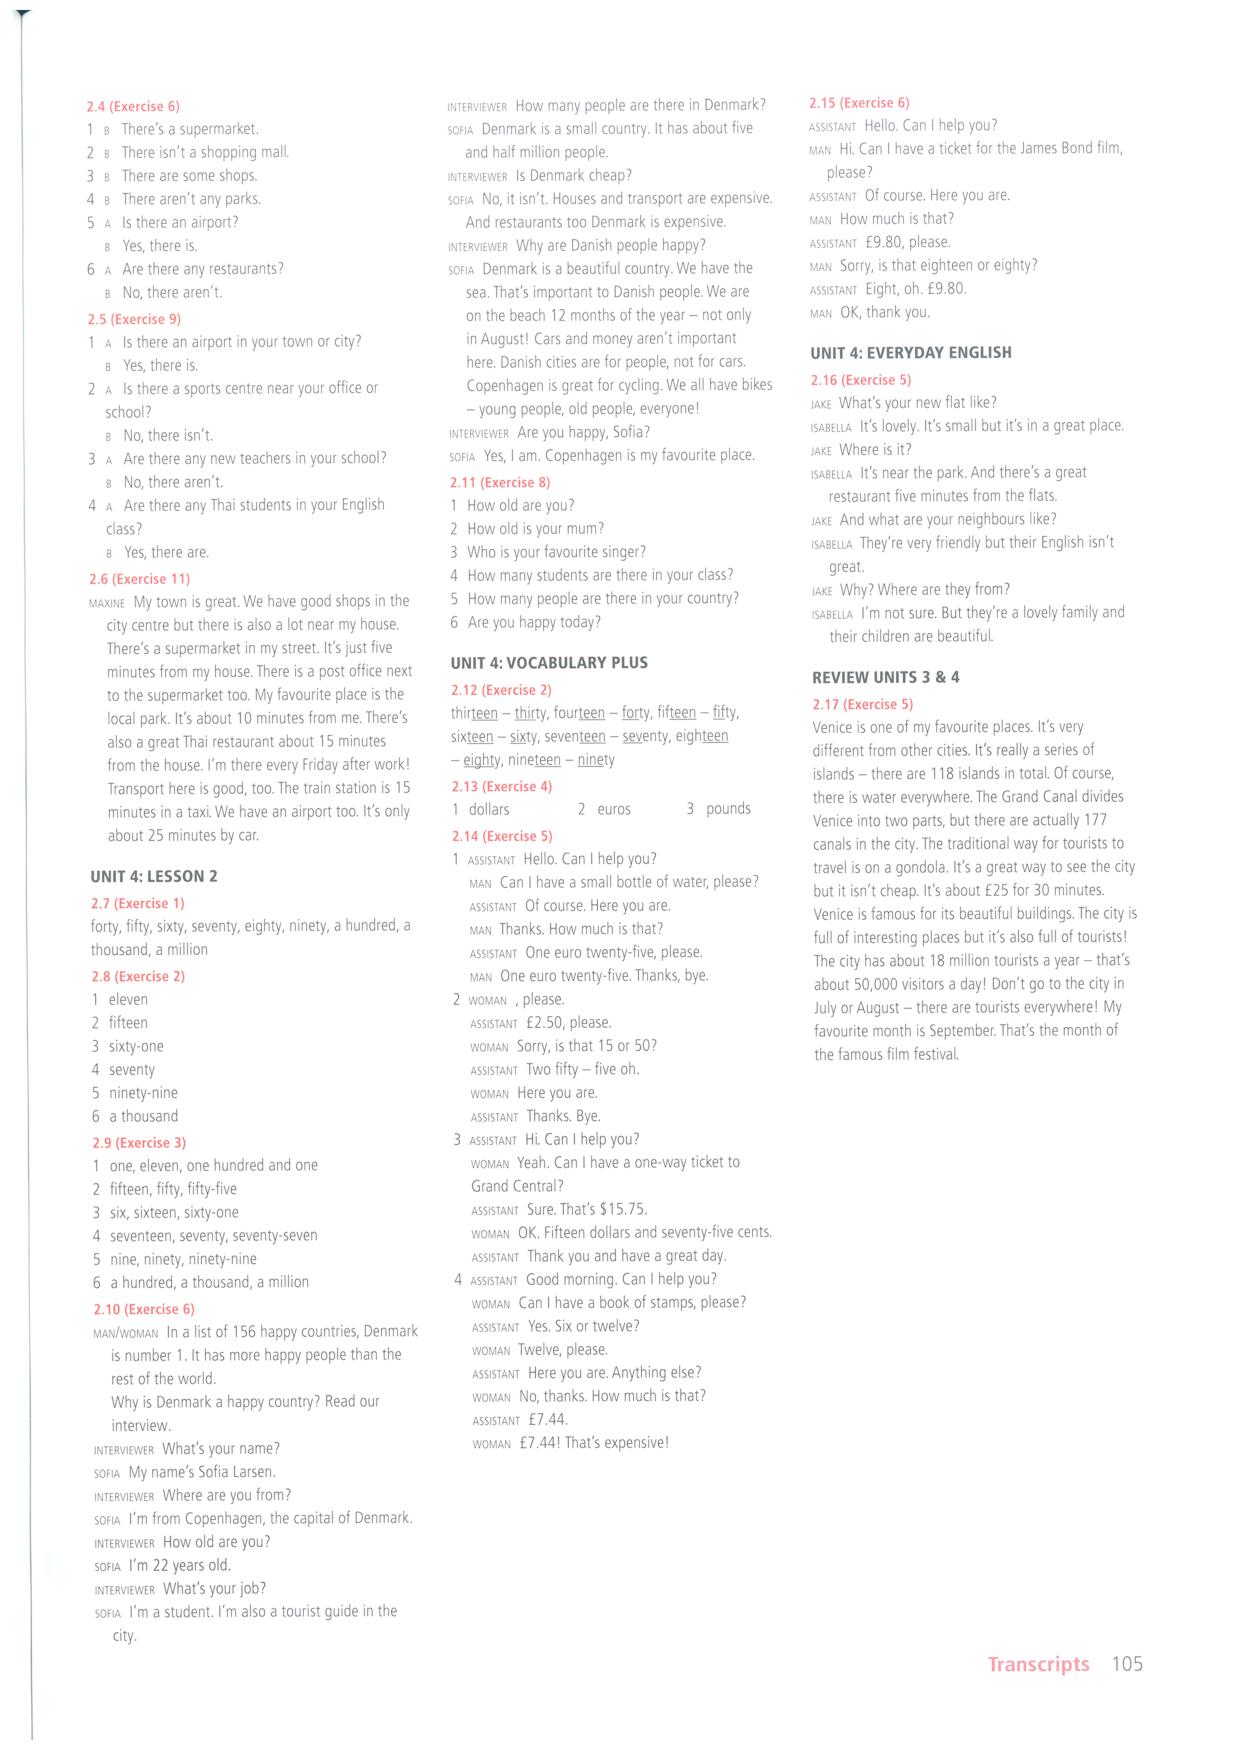 2.4 (Exercise 6)
1 B There's a supermarket.
2 B There isn't a shopping mall.
3 B There are some shops.
4 B There aren't any parks.
5 A Is there an airport?
B Yes, there is.
6 A Are there any restaurants?
B No, there aren't.
2.5 (Exercise 9)
1 A Is there an airport in your town or city?
B Yes, there is.
2 A Is there a sports centre near your office or
school?
B No, there isn't.
3 A Are there any new teachers in your school?
B No, there aren't.
4 A Are there any Thai students in your English
class?
B Yes, there are.
2.6 (Exercise 11)
MAXINE My town is great. We have good shops in the
city centre but there is also a lot near my house.
There's a supermarket in my street. It's just five
minutes from my house. There is a post office next
to the supermarket too. My favourite place is the
local park. It's about 10 minutes from me. There's
also a great Thai restaurant about 15 minutes
from the house. I'm there every Friday after work!
Transport here is good, too. The train station is 15
minutes in a taxi. We have an airport too. It's only
about 25 minutes by car.
UNIT 4: LESSON 2
2.7 (Exercise 1)
forty, fifty, sixty, seventy, eighty, ninety, a hundred, a
thousand, a million
2.8 (Exercise 2)
1 eleven
2 fifteen
3 sixty-one
4 seventy
5 ninety-nine
6 a thousand
2.9 (Exercise 3)
1 one, eleven, one hundred and one
2 fifteen, fifty, fifty-five
3 six, sixteen, sixty-one
4 seventeen, seventy, seventy-seven
5 nine, ninety, ninety-nine
6 a hundred, a thousand, a million
2.10 (Exercise 6)
MAN/WOMAN In a list of 156 happy countries, Denmark
is number 1. It has more happy people than the
rest of the world.
Why is Denmark a happy country? Read our
interview.
INTERVIEWER What's your name?
SOFIA My name's Sofia Larsen.
INTERVIEWER Where are you from?
SOFIA I'm from Copenhagen, the capital of Denmark.
INTERVIEWER How old are you?
SOFIA I'm 22 years old.
INTERVIEWER What's your job?
SOFIA I'm a student. I'm also a tourist guide in the
city.
INTERVIEWER How many people are there in Denmark?
SOFIA Denmark is a small country. It has about five
and half million people.
INTERVIEWER Is Denmark cheap?
SOFIA No, it isn't. Houses and transport are expensive.
And restaurants too Denmark is expensive.
INTERVIEWER Why are Danish people happy?
SOFIA Denmark is a beautiful country. We have the
sea. That's important to Danish people. We are
on the beach 12 months of the year – not only
in August! Cars and money aren't important
here. Danish cities are for people, not for cars.
Copenhagen is great for cycling. We all have bikes
– young people, old people, everyone!
INTERVIEWER Are you happy, Sofia?
SOFIA Yes, I am. Copenhagen is my favourite place.
2.11 (Exercise 8)
1 How old are you?
2 How old is your mum?
3 Who is your favourite singer?
4 How many students are there in your class?
5 How many people are there in your country?
6 Are you happy today?
UNIT 4: VOCABULARY PLUS
2.12 (Exercise 2)
thirteen – thirty, fourteen – forty, fifteen – fifty,
sixteen – sixty, seventeen – seventy, eighteen
– eighty, nineteen – ninety
2.13 (Exercise 4)
1 dollars 2 euros 3 pounds
2.14 (Exercise 5)
1 ASSISTANT Hello. Can I help you?
MAN Can I have a small bottle of water, please?
ASSISTANT Of course. Here you are.
MAN Thanks. How much is that?
ASSISTANT One euro twenty-five, please.
MAN One euro twenty-five. Thanks, bye.
2 WOMAN , please.
ASSISTANT £2.50, please.
WOMAN Sorry, is that 15 or 50?
ASSISTANT Two fifty – five oh.
WOMAN Here you are.
ASSISTANT Thanks. Bye.
3 ASSISTANT Hi. Can I help you?
WOMAN Yeah. Can I have a one-way ticket to
Grand Central?
ASSISTANT Sure. That's $15.75.
WOMAN OK. Fifteen dollars and seventy-five cents.
ASSISTANT Thank you and have a great day.
4 ASSISTANT Good morning. Can I help you?
WOMAN Can I have a book of stamps, please?
ASSISTANT Yes. Six or twelve?
WOMAN Twelve, please.
ASSISTANT Here you are. Anything else?
WOMAN No, thanks. How much is that?
ASSISTANT £7.44.
WOMAN £7.44! That's expensive!
2.15 (Exercise 6)
ASSISTANT Hello. Can I help you?
MAN Hi. Can I have a ticket for the James Bond film,
please?
ASSISTANT Of course. Here you are.
MAN How much is that?
ASSISTANT £9.80, please.
MAN Sorry, is that eighteen or eighty?
ASSISTANT Eight, oh. £9.80.
MAN OK, thank you.
UNIT 4: EVERYDAY ENGLISH
2.16 (Exercise 5)
JAKE What's your new flat like?
ISABELLA It's lovely. It's small but it's in a great place.
JAKE Where is it?
ISABELLA It's near the park. And there's a great
restaurant five minutes from the flats.
JAKE And what are your neighbours like?
ISABELLA They're very friendly but their English isn't
great.
JAKE Why? Where are they from?
ISABELLA I'm not sure. But they're a lovely family and
their children are beautiful.
REVIEW UNITS 3 & 4
2.17 (Exercise 5)
Venice is one of my favourite places. It's very
different from other cities. It's really a series of
islands – there are 118 islands in total. Of course,
there is water everywhere. The Grand Canal divides
Venice into two parts, but there are actually 177
canals in the city. The traditional way for tourists to
travel is on a gondola. It's a great way to see the city
but it isn't cheap. It's about £25 for 30 minutes.
Venice is famous for its beautiful buildings. The city is
full of interesting places but it's also full of tourists!
The city has about 18 million tourists a year – that's
about 50,000 visitors a day! Don't go to the city in
July or August – there are tourists everywhere! My
favourite month is September. That's the month of
the famous film festival.
Transcripts 105